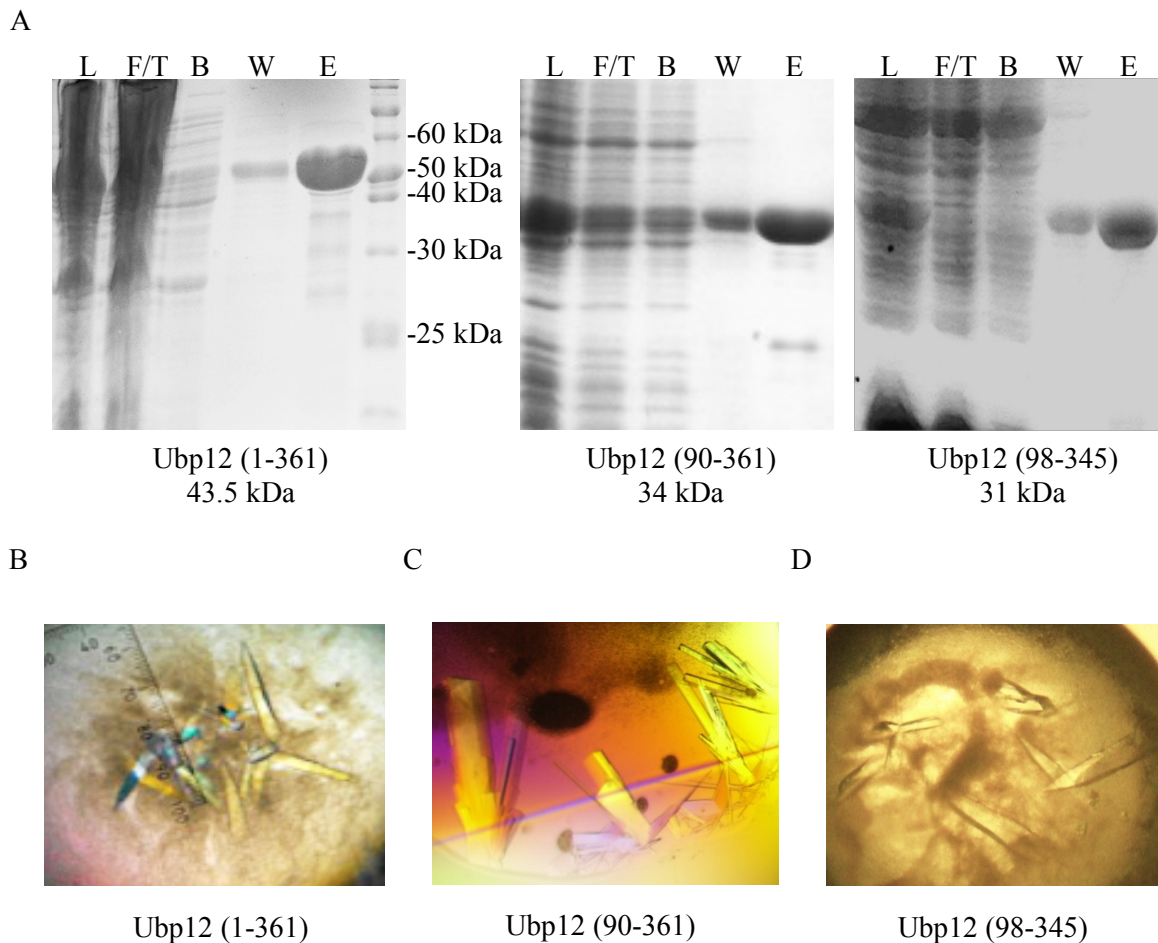 A
L F/T B W E
L F/T B W E
L F/T B W E
-60 kDa
-50 kDa
-40 kDa
-30 kDa
-25 kDa
Ubp12 (1-361)
43.5 kDa
Ubp12 (90-361)
34 kDa
Ubp12 (98-345)
31 kDa
B
C
D
Ubp12 (1-361)
Ubp12 (90-361)
Ubp12 (98-345)